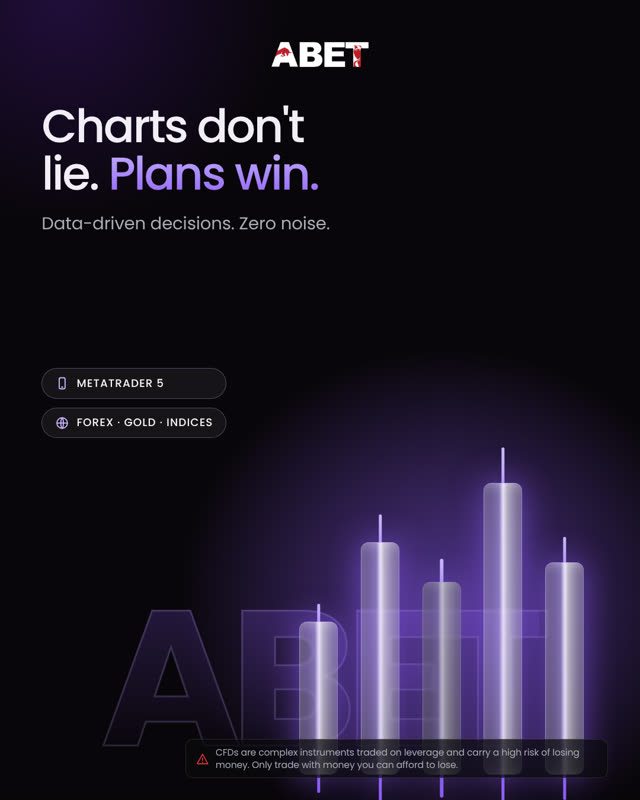 ABET
Charts don't
lie. Plans win.
Data-driven decisions. Zero noise.
METATRADER 5
FOREX · GOLD · INDICES
ABET
CFDs are complex instruments traded on leverage and carry a high risk of losing
money. Only trade with money you can afford to lose.